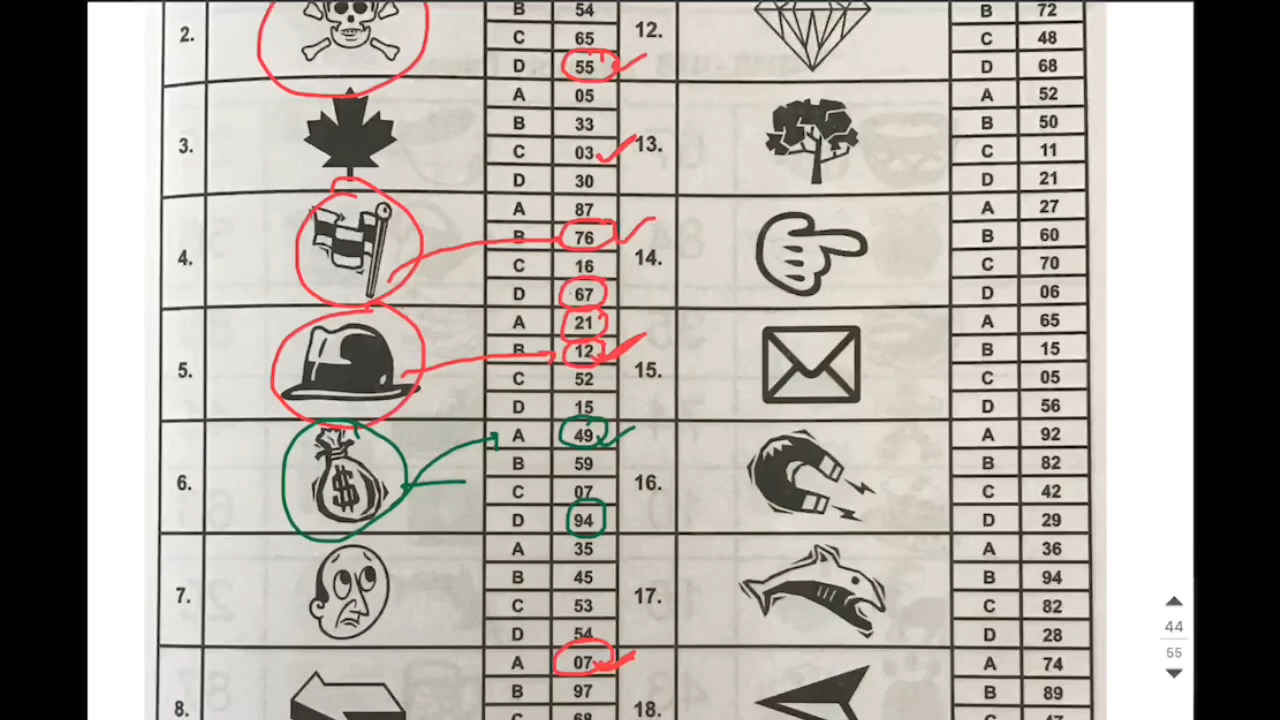 2.
B 54
C 65
D 55
3.
A 05
B 33
C 03
D 30
4.
A 87
B 76
C 16
D 67
5.
A 21
B 12
C 52
D 15
6.
$
A 49
B 59
C 07
D 94
7.
A 35
B 45
C 53
D 54
8.
A 07
B 97
C 68
12.
B 72
C 48
D 68
13.
A 52
B 50
C 11
D 21
14.
A 27
B 60
C 70
D 06
15.
A 65
B 15
C 05
D 56
16.
A 92
B 82
C 42
D 29
17.
A 36
B 94
C 82
D 28
18.
A 74
B 89
44
55